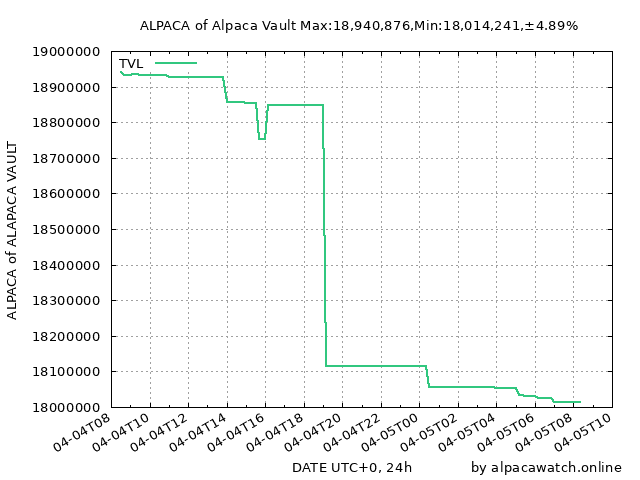 ALPACA of Alpaca Vault Max:18,940,876,Min:18,014,241,±4.89%
TVL
19000000
18900000
18800000
18700000
18600000
18500000
18400000
18300000
18200000
18100000
18000000
ALPACA of ALAPACA VAULT
04-04T08
04-04T10
04-04T12
04-04T14
04-04T16
04-04T18
04-04T20
04-04T22
04-05T00
04-05T02
04-05T04
04-05T06
04-05T08
04-05T10
DATE UTC+0, 24h
by alpacawatch.online